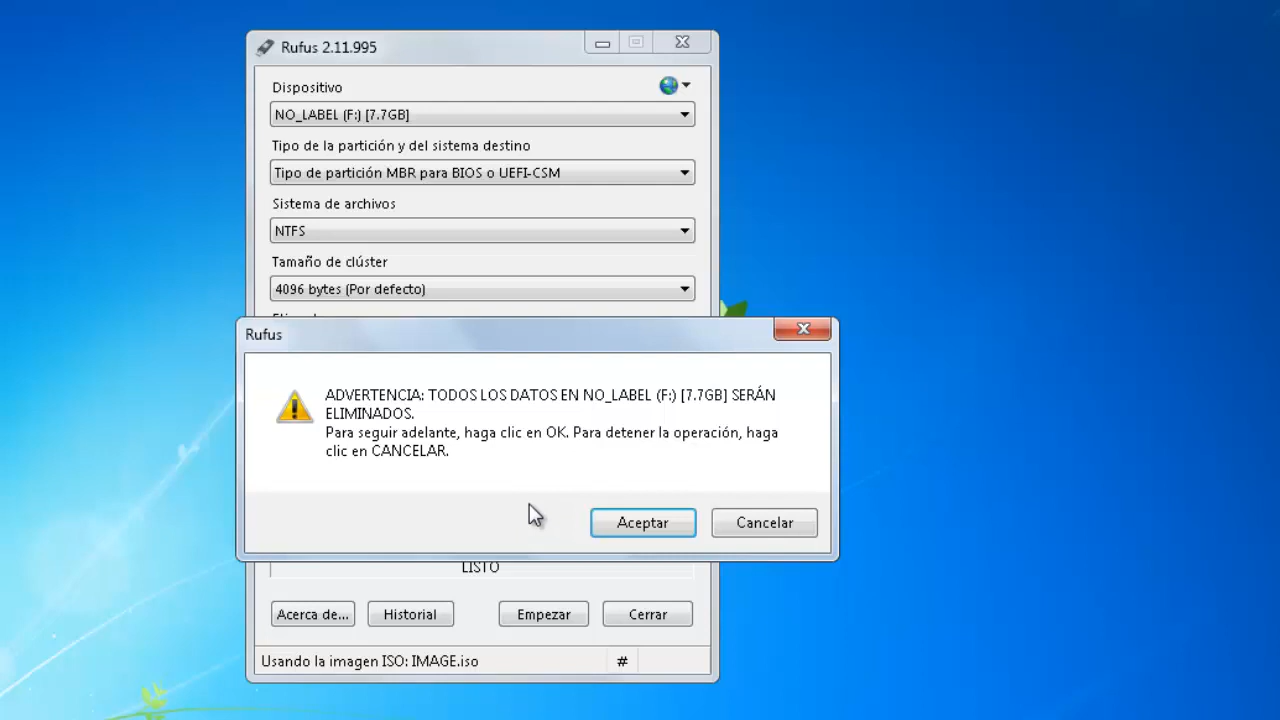 Rufus 2.11.995
Dispositivo
NO_LABEL (F:) [7.7GB]
Tipo de la partición y del sistema destino
Tipo de partición MBR para BIOS o UEFI-CSM
Sistema de archivos
NTFS
Tamaño de clúster
4096 bytes (Por defecto)
Rufus
ADVERTENCIA: TODOS LOS DATOS EN NO_LABEL (F:) [7.7GB] SERÁN
ELIMINADOS.
Para seguir adelante, haga clic en OK. Para detener la operación, haga
clic en CANCELAR.
Aceptar Cancelar
LISTO
Acerca de... Historial Empezar Cerrar
Usando la imagen ISO: IMAGE.iso #